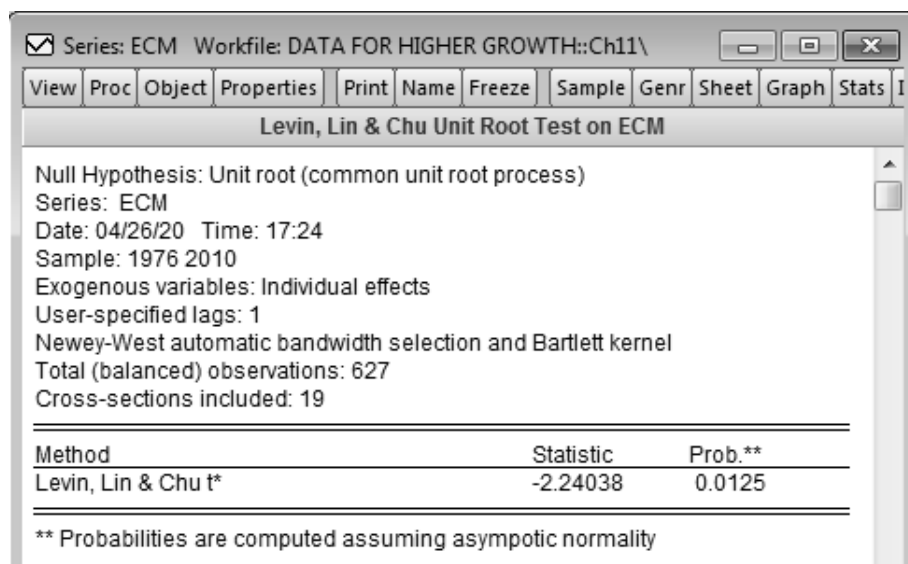 Series: ECM Workfile: DATA FOR HIGHER GROWTH::Ch11\
View Proc Object Properties Print Name Freeze Sample Genr Sheet Graph Stats I
Levin, Lin & Chu Unit Root Test on ECM
Null Hypothesis: Unit root (common unit root process)
Series: ECM
Date: 04/26/20 Time: 17:24
Sample: 1976 2010
Exogenous variables: Individual effects
User-specified lags: 1
Newey-West automatic bandwidth selection and Bartlett kernel
Total (balanced) observations: 627
Cross-sections included: 19
Method Statistic Prob.**
Levin, Lin & Chu t* -2.24038 0.0125
** Probabilities are computed assuming asympotic normality